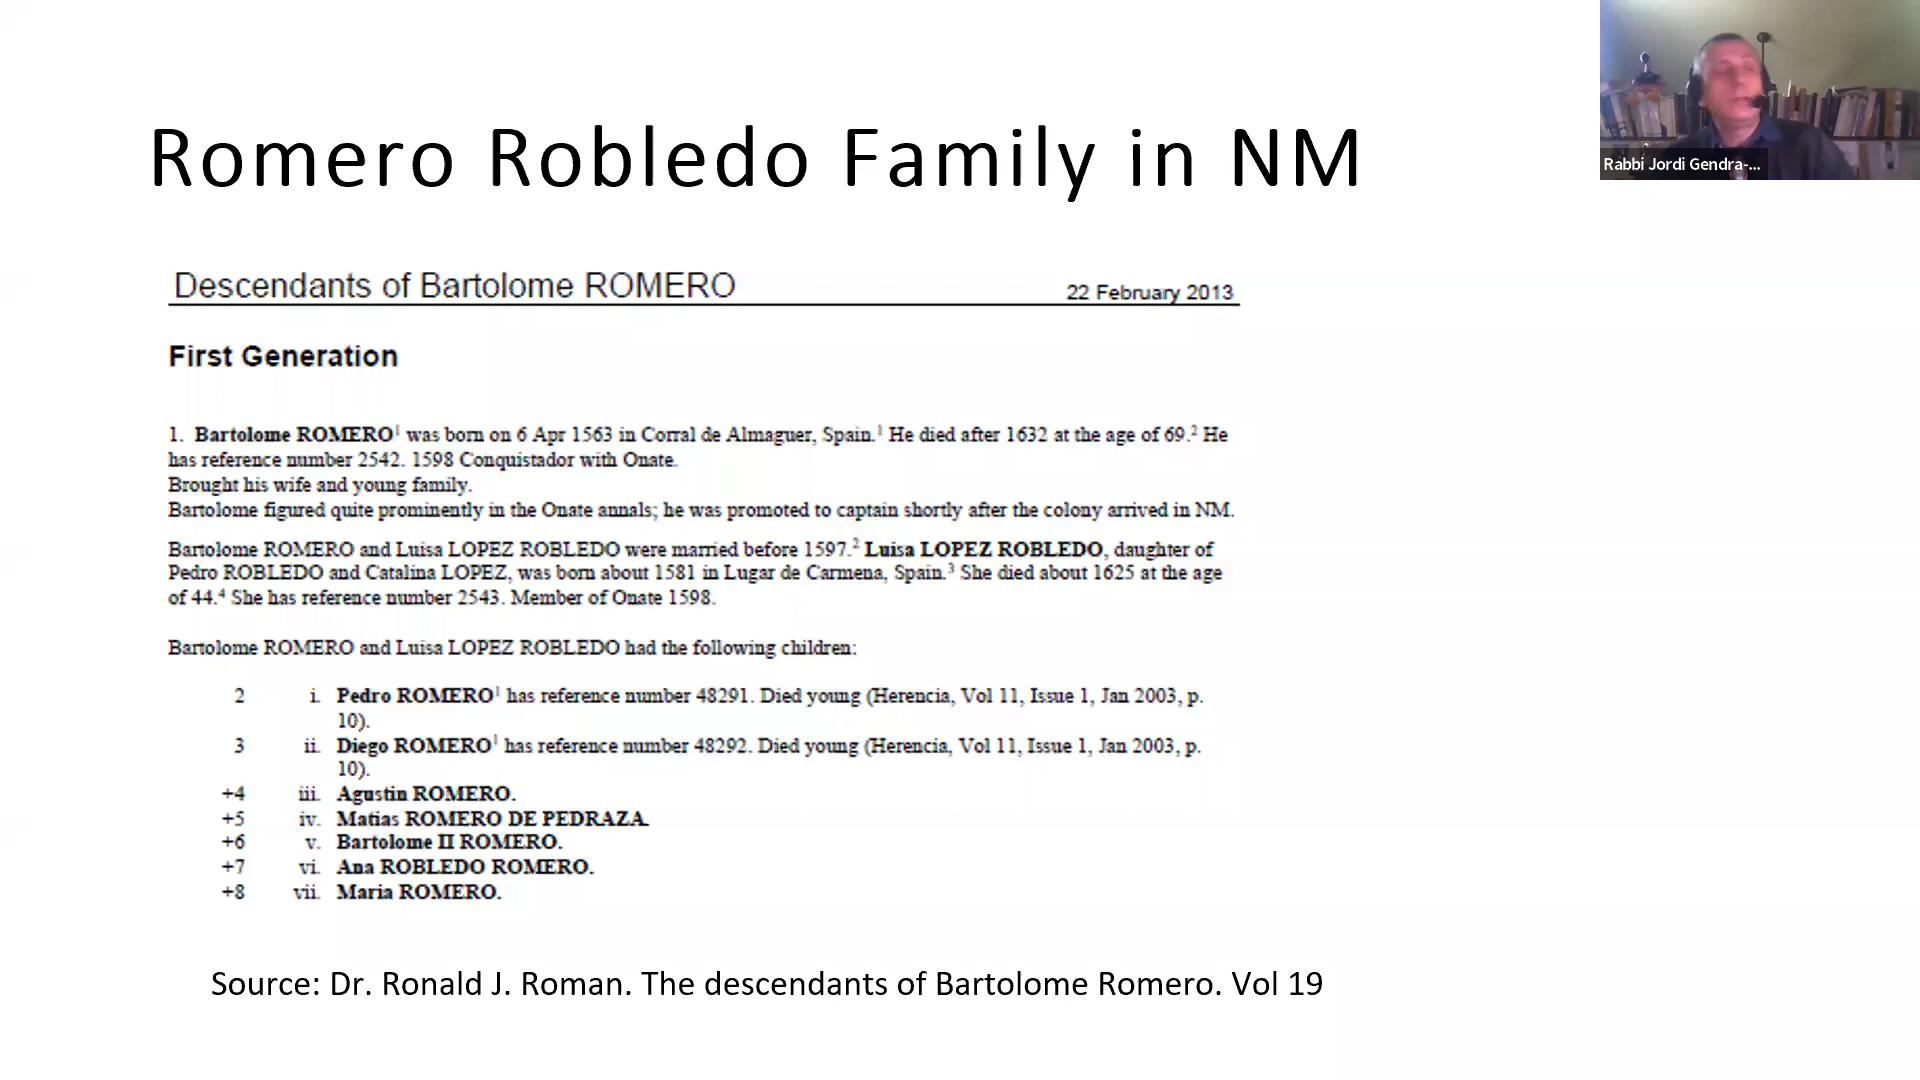 Rabbi Jordi Gendra-...
Romero Robledo Family in NM
Descendants of Bartolome ROMERO
22 February 2013
First Generation
1. Bartolome ROMERO¹ was born on 6 Apr 1563 in Corral de Almaguer, Spain.¹ He died after 1632 at the age of 69.² He
has reference number 2542. 1598 Conquistador with Onate.
Brought his wife and young family.
Bartolome figured quite prominently in the Onate annals; he was promoted to captain shortly after the colony arrived in NM.
Bartolome ROMERO and Luisa LOPEZ ROBLEDO were married before 1597.² Luisa LOPEZ ROBLEDO, daughter of
Pedro ROBLEDO and Catalina LOPEZ, was born about 1581 in Lugar de Carmena, Spain.³ She died about 1625 at the age
of 44.⁴ She has reference number 2543. Member of Onate 1598.
Bartolome ROMERO and Luisa LOPEZ ROBLEDO had the following children:
2 i. Pedro ROMERO¹ has reference number 48291. Died young (Herencia, Vol 11, Issue 1, Jan 2003, p.
10).
3 ii. Diego ROMERO¹ has reference number 48292. Died young (Herencia, Vol 11, Issue 1, Jan 2003, p.
10).
+4 iii. Agustin ROMERO.
+5 iv. Matias ROMERO DE PEDRAZA.
+6 v. Bartolome II ROMERO.
+7 vi. Ana ROBLEDO ROMERO.
+8 vii. Maria ROMERO.
Source: Dr. Ronald J. Roman. The descendants of Bartolome Romero. Vol 19